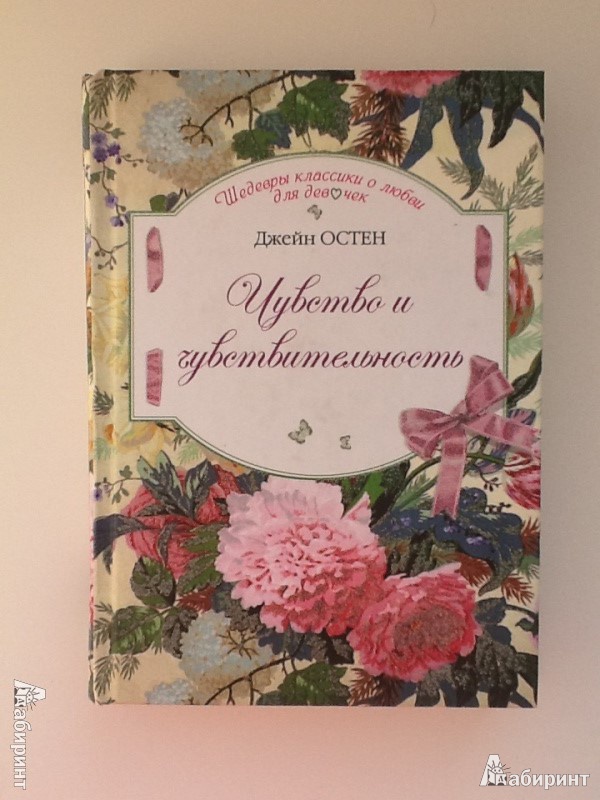 Шедевры классики о любви
для девочек
Джейн ОСТЕН
Чувство и
чувствительность
Лабиринт
Лабиринт